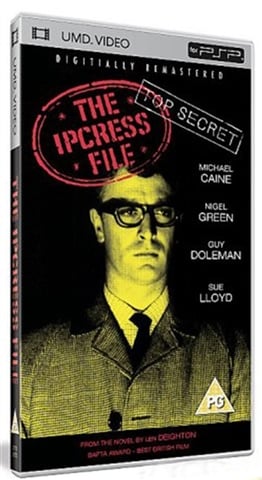 UMD. VIDEO
UMD. VIDEO
for PSP
DIGITALLY REMASTERED
THE
IPCRESS
FILE
TOP SECRET
MICHAEL
CAINE
NIGEL
GREEN
GUY
DOLEMAN
SUE
LLOYD
PG
FROM THE NOVEL BY LEN DEIGHTON
BAFTA AWARD - BEST BRITISH FILM
THE IPCRESS FILE